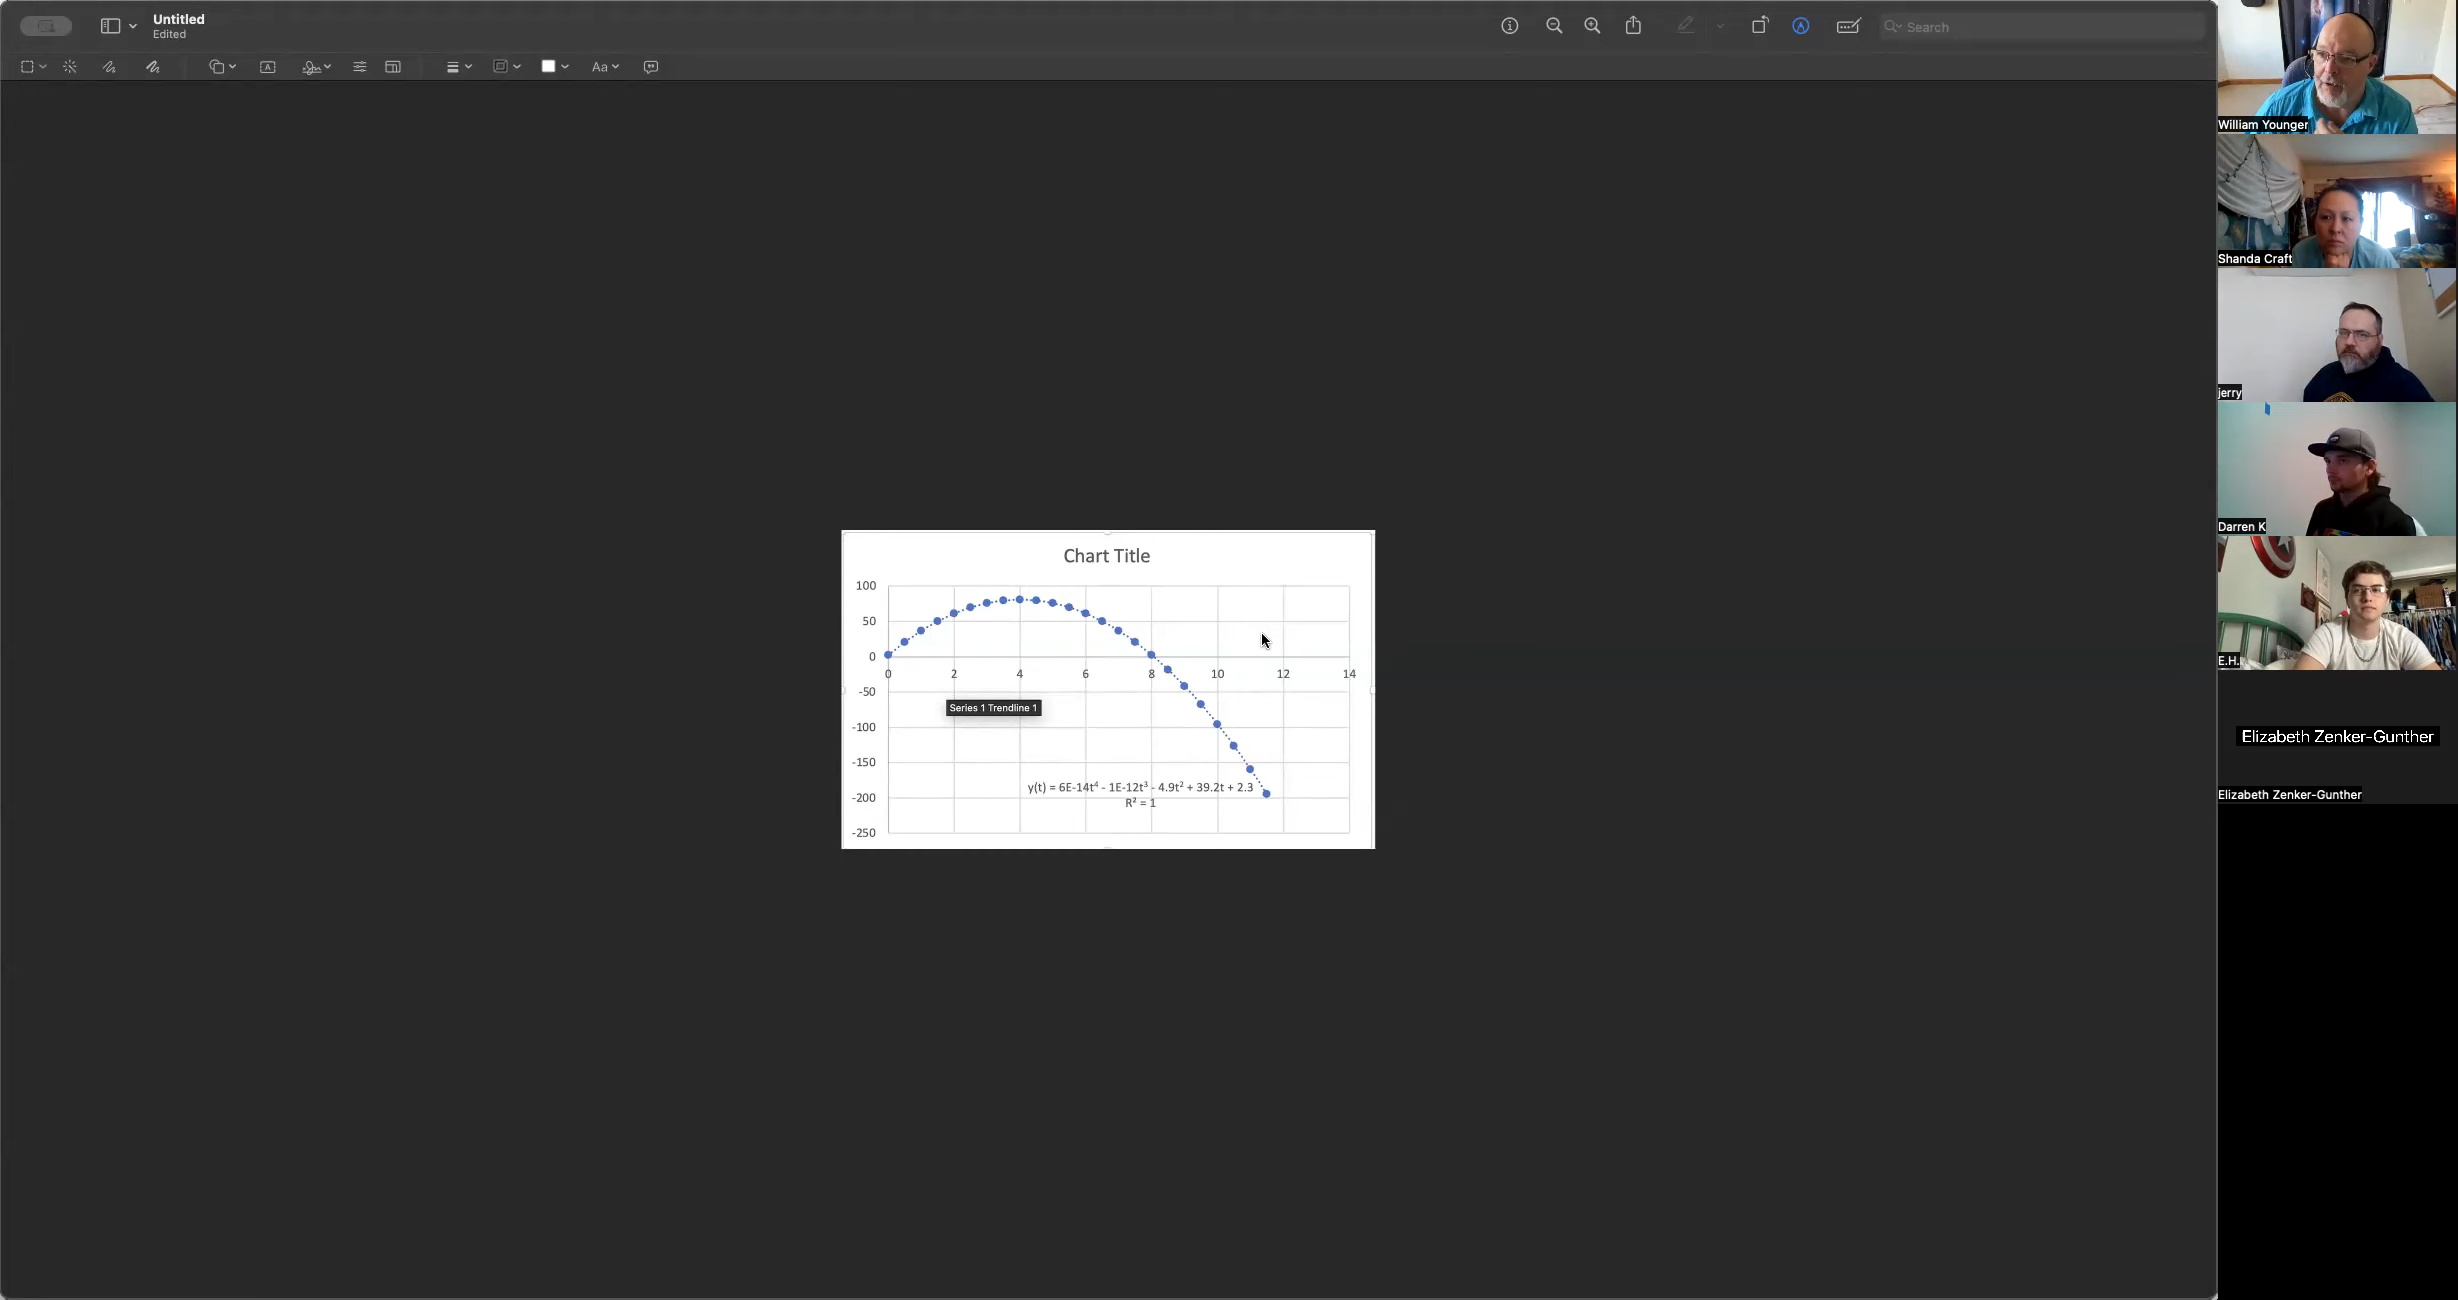 Untitled
Edited
Search
Aa
Chart Title
100
50
0
-50
-100
-150
-200
-250
0 2 4 6 8 10 12 14
Series 1 Trendline 1
y(t) = 6E-14t⁴ - 1E-12t³ - 4.9t² + 39.2t + 2.3
R² = 1
William Younger
Shanda Craft
jerry
Darren K
E.H.
Elizabeth Zenker-Gunther
Elizabeth Zenker-Gunther